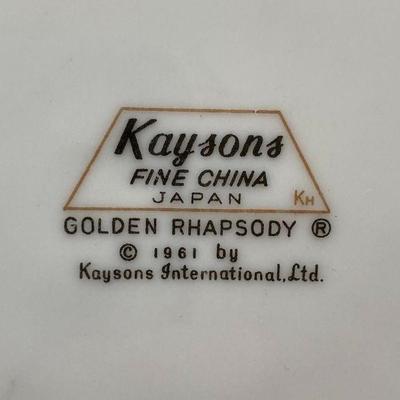 Kaysons
FINE CHINA
JAPAN
KH
GOLDEN RHAPSODY ®
© 1961 by
Kaysons International, Ltd.